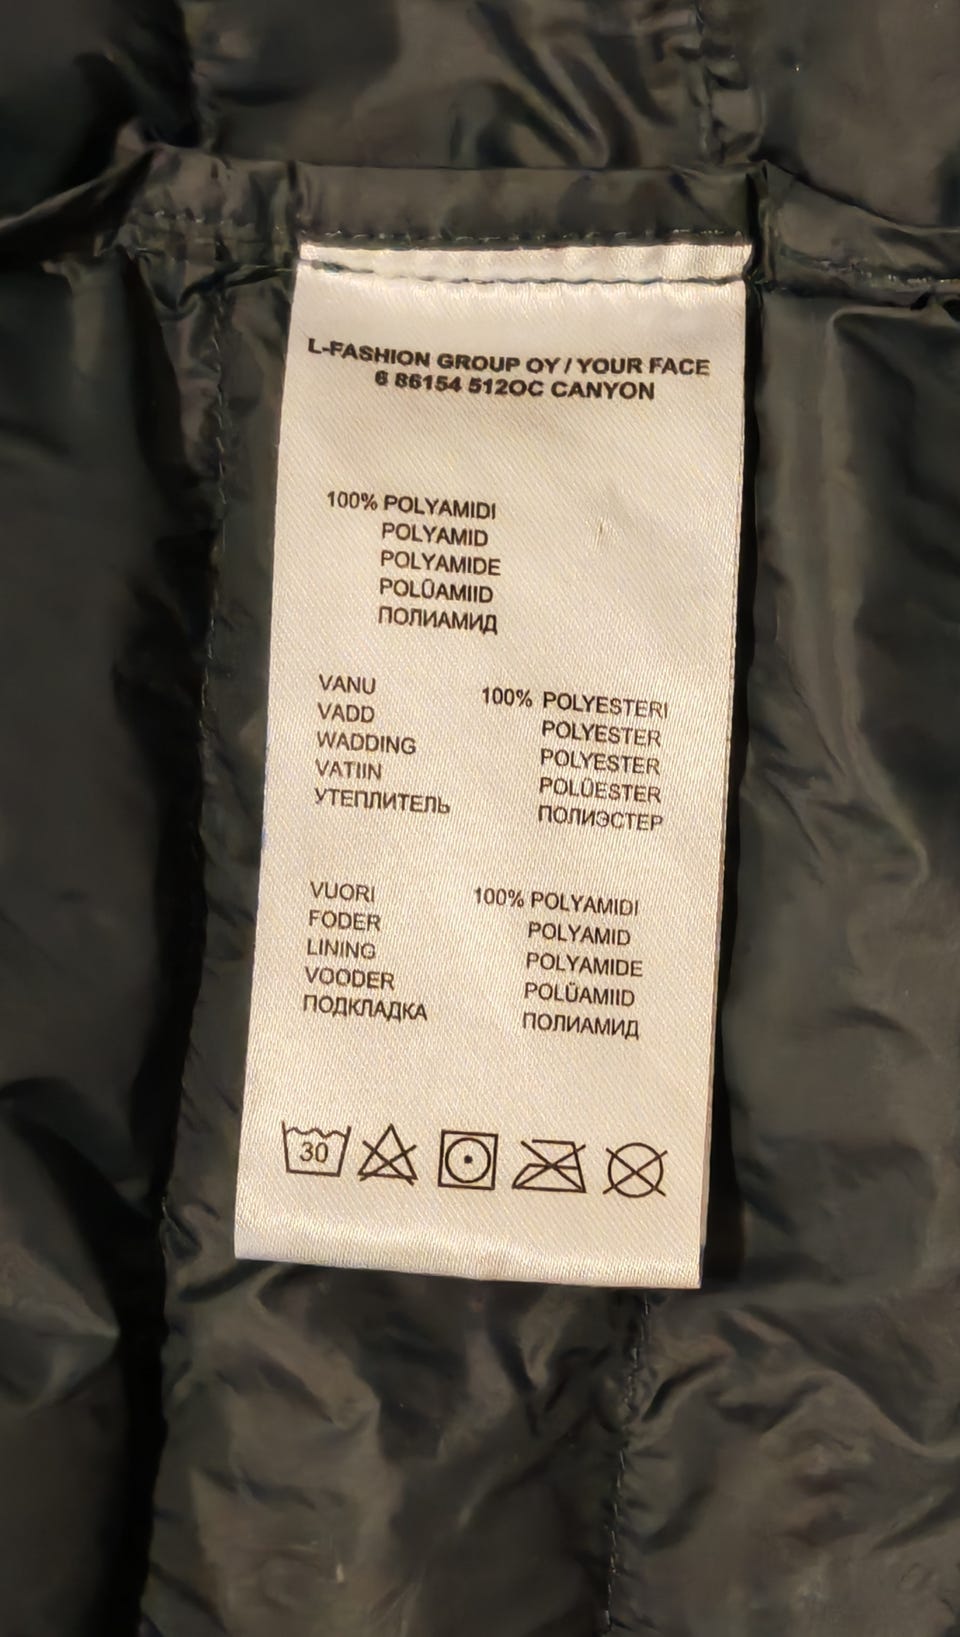 L-FASHION GROUP OY / YOUR FACE
6 86154 512OC CANYON
100% POLYAMIDI
POLYAMID
POLYAMIDE
POLÜAMIID
ПОЛИАМИД
VANU 100% POLYESTERI
VADD POLYESTER
WADDING POLYESTER
VATIIN POLÜESTER
УТЕПЛИТЕЛЬ ПОЛИЭСТЕР
VUORI 100% POLYAMIDI
FODER POLYAMID
LINING POLYAMIDE
VOODER POLÜAMIID
ПОДКЛАДКА ПОЛИАМИД
30